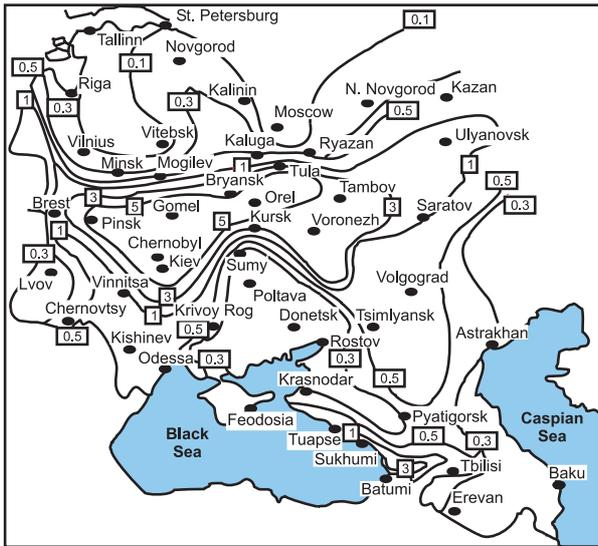 St. Petersburg
0.1
Tallinn
Novgorod
0.5
0.1
Riga
Kalinin
N. Novgorod
Kazan
1
0.3
0.3
0.5
Moscow
Vitebsk
Ulyanovsk
Vilnius
Kaluga
Ryazan
Minsk
Mogilev
1
Tula
1
Bryansk
0.5
Tambov
Brest
3
5
Gomel
Orel
3
0.3
Pinsk
5
Kursk
Saratov
1
Voronezh
Chernobyl
0.3
Kiev
Sumy
Lvov
Vinnitsa
Volgograd
3
Poltava
Chernovtsy
1
Krivoy Rog
Donetsk
Tsimlyansk
0.5
0.5
Kishinev
Astrakhan
Rostov
Odessa
0.3
0.3
Krasnodar
0.5
Feodosia
Pyatigorsk
Caspian
Sea
Black
Sea
Tuapse
1
0.5
0.3
Sukhumi
3
Tbilisi
Batumi
Baku
Erevan